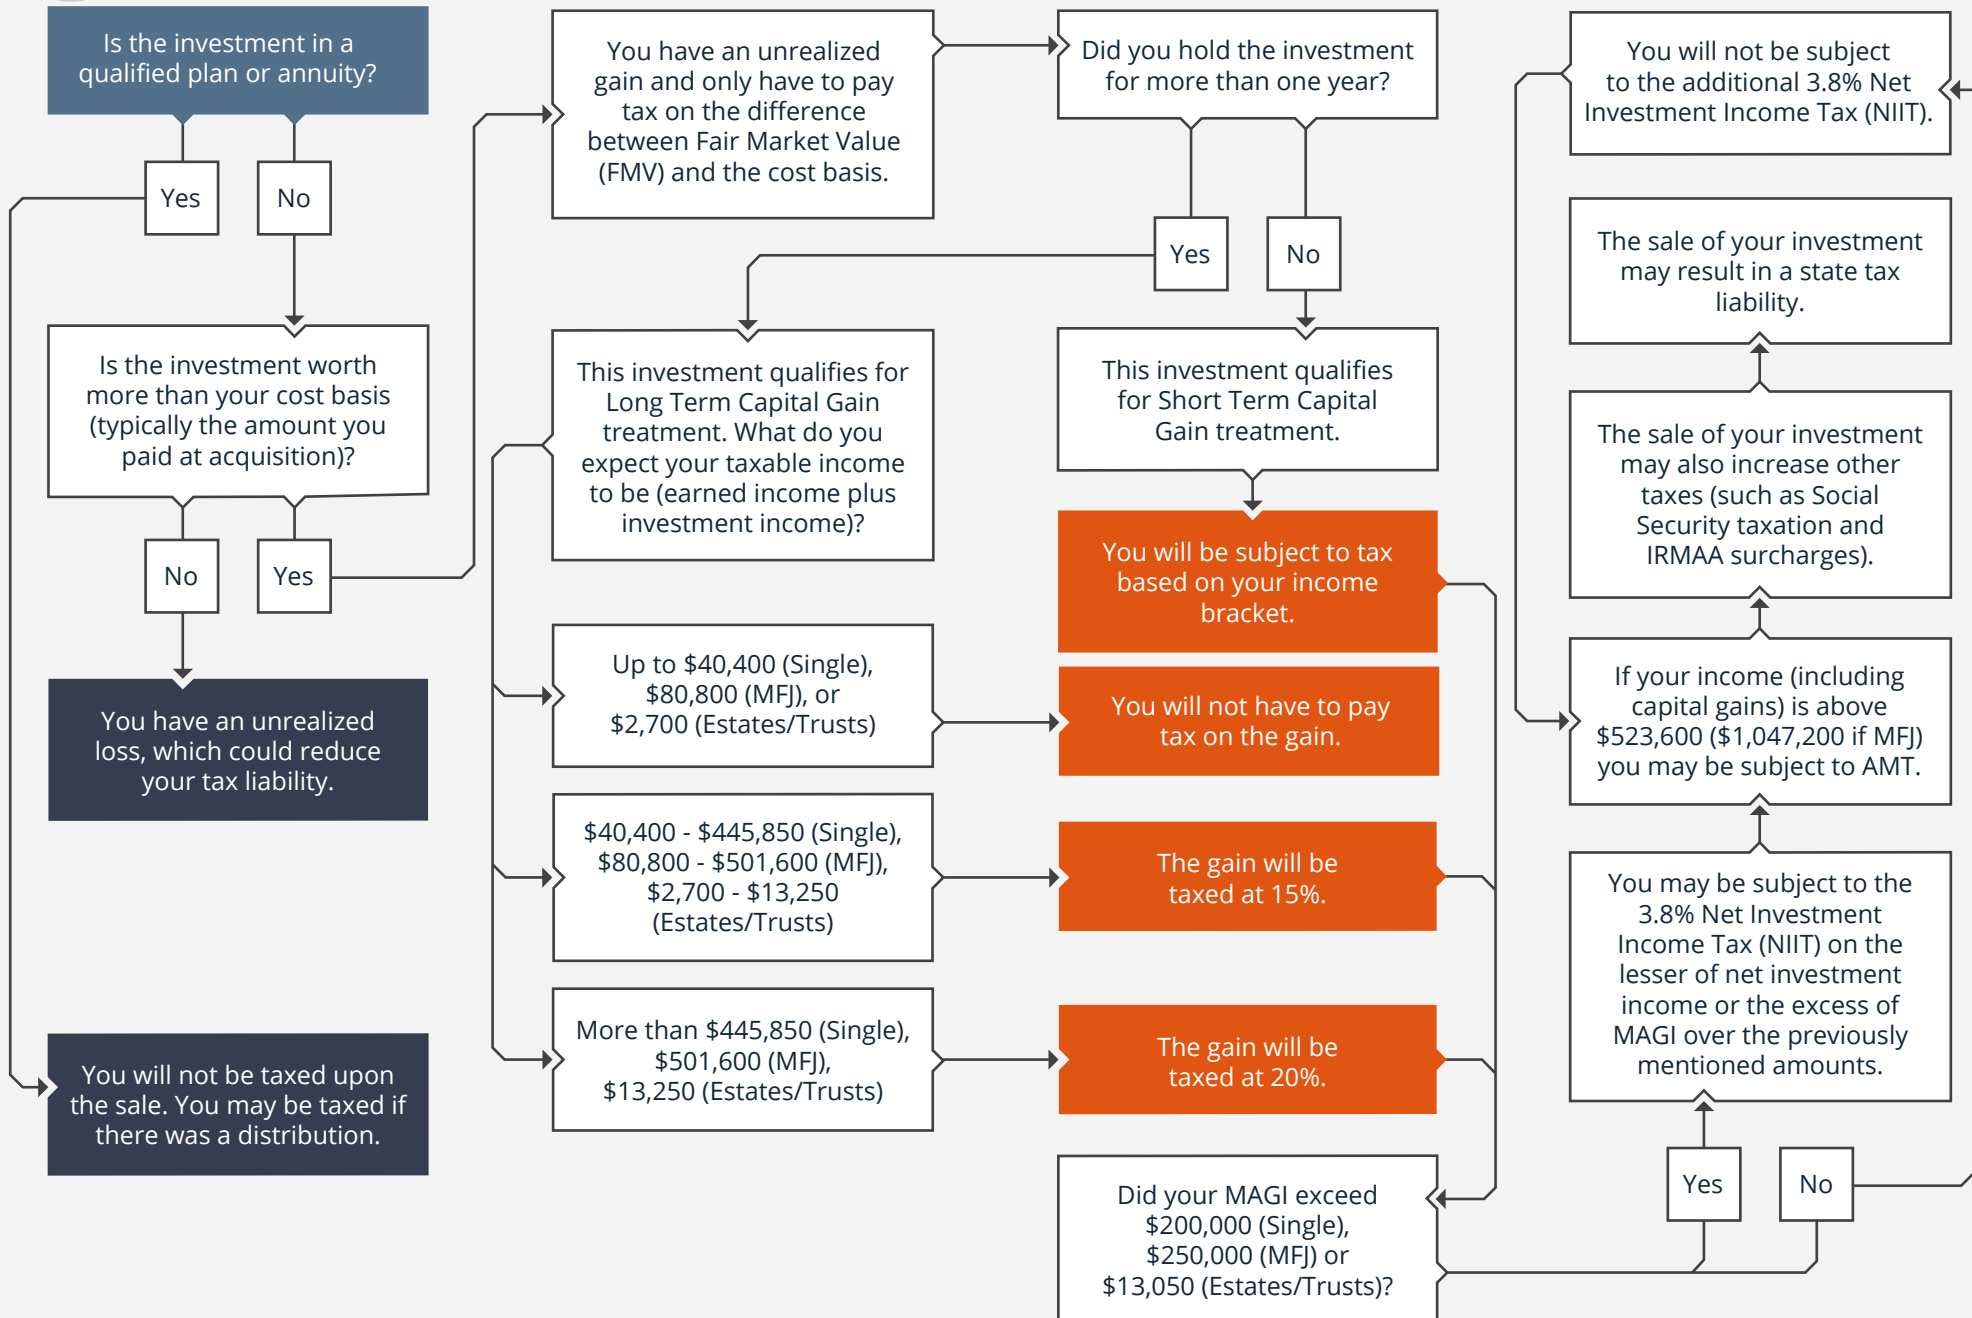 Is the investment in a
qualified plan or annuity?
Yes
No
Is the investment worth
more than your cost basis
(typically the amount you
paid at acquisition)?
No
Yes
You have an unrealized
loss, which could reduce
your tax liability.
You will not be taxed upon
the sale. You may be taxed if
there was a distribution.
You have an unrealized
gain and only have to pay
tax on the difference
between Fair Market Value
(FMV) and the cost basis.
Did you hold the investment
for more than one year?
Yes
No
This investment qualifies for
Long Term Capital Gain
treatment. What do you
expect your taxable income
to be (earned income plus
investment income)?
This investment qualifies
for Short Term Capital
Gain treatment.
You will be subject to tax
based on your income
bracket.
Up to $40,400 (Single),
$80,800 (MFJ), or
$2,700 (Estates/Trusts)
You will not have to pay
tax on the gain.
$40,400 - $445,850 (Single),
$80,800 - $501,600 (MFJ),
$2,700 - $13,250
(Estates/Trusts)
The gain will be
taxed at 15%.
More than $445,850 (Single),
$501,600 (MFJ),
$13,250 (Estates/Trusts)
The gain will be
taxed at 20%.
Did your MAGI exceed
$200,000 (Single),
$250,000 (MFJ) or
$13,050 (Estates/Trusts)?
You will not be subject
to the additional 3.8% Net
Investment Income Tax (NIIT).
The sale of your investment
may result in a state tax
liability.
The sale of your investment
may also increase other
taxes (such as Social
Security taxation and
IRMAA surcharges).
If your income (including
capital gains) is above
$523,600 ($1,047,200 if MFJ)
you may be subject to AMT.
You may be subject to the
3.8% Net Investment
Income Tax (NIIT) on the
lesser of net investment
income or the excess of
MAGI over the previously
mentioned amounts.
Yes
No